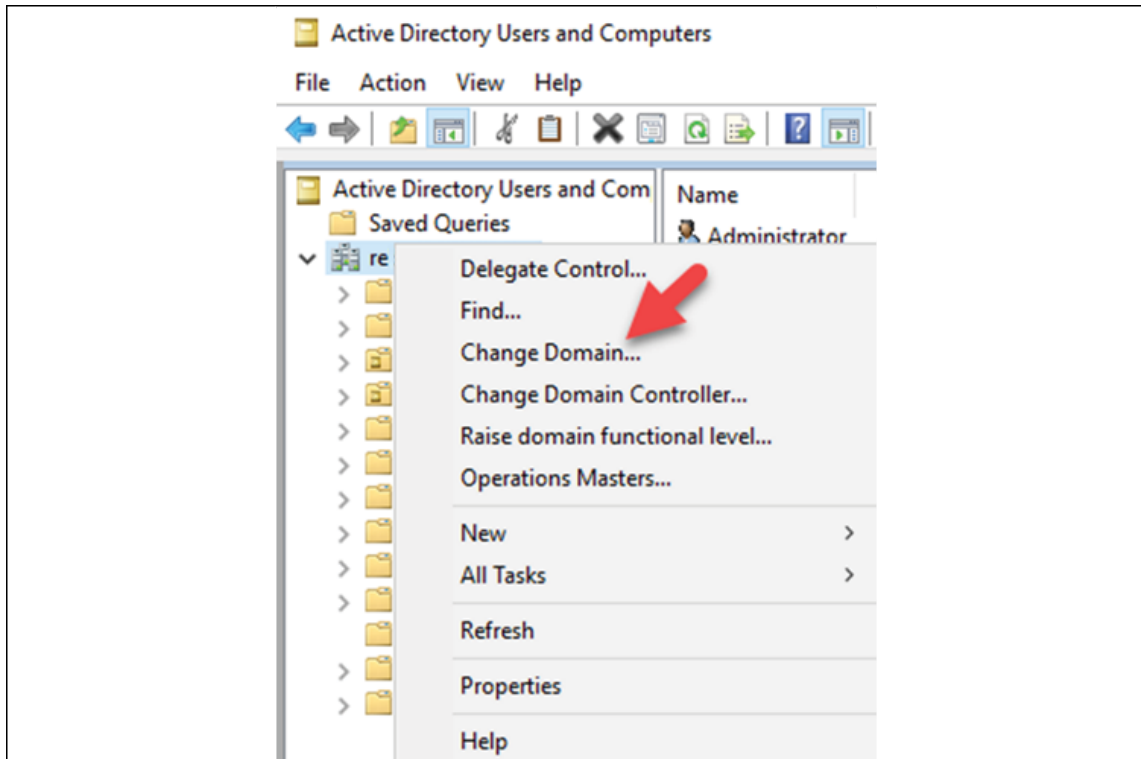 Active Directory Users and Computers
File Action View Help
Active Directory Users and Com
Name
Saved Queries
Administrator
re
Delegate Control...
Find...
Change Domain...
Change Domain Controller...
Raise domain functional level...
Operations Masters...
New
All Tasks
Refresh
Properties
Help